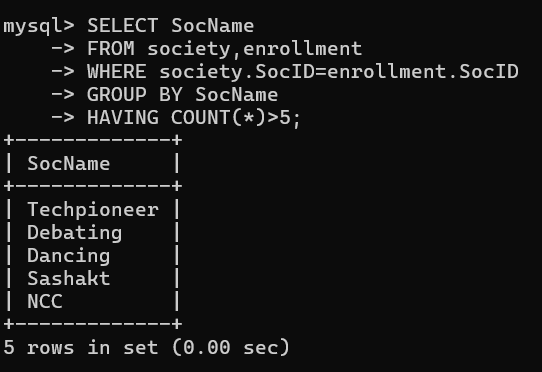 mysql> SELECT SocName
    -> FROM society,enrollment
    -> WHERE society.SocID=enrollment.SocID
    -> GROUP BY SocName
    -> HAVING COUNT(*)>5;
+-------------+
| SocName     |
+-------------+
| Techpioneer |
| Debating    |
| Dancing     |
| Sashakt     |
| NCC         |
+-------------+
5 rows in set (0.00 sec)